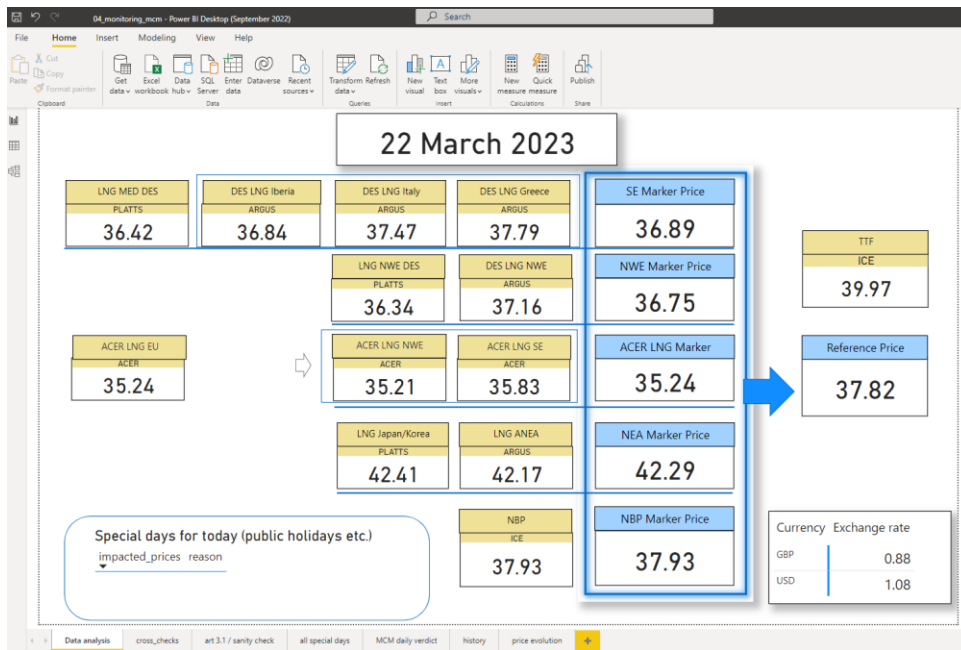 04_monitoring_mcm - Power BI Desktop (September 2022)
Search
File Home Insert Modeling View Help
Paste
Cut
Copy
Format painter
Clipboard
Get data
Excel workbook
Data hub
SQL Server
Enter data
Dataverse
Recent sources
Data
Transform data
Refresh
Queries
New visual
Text box
More visuals
Insert
New measure
Quick measure
Calculations
Publish
Share
22 March 2023
LNG MED DES
PLATTS
36.42
DES LNG Iberia
ARGUS
36.84
DES LNG Italy
ARGUS
37.47
DES LNG Greece
ARGUS
37.79
SE Marker Price
36.89
TTF
ICE
39.97
LNG NWE DES
PLATTS
36.34
DES LNG NWE
ARGUS
37.16
NWE Marker Price
36.75
ACER LNG EU
ACER
35.24
ACER LNG NWE
ACER
35.21
ACER LNG SE
ACER
35.83
ACER LNG Marker
35.24
Reference Price
37.82
LNG Japan/Korea
PLATTS
42.41
LNG ANEA
ARGUS
42.17
NEA Marker Price
42.29
Special days for today (public holidays etc.)
impacted_prices reason
NBP
ICE
37.93
NBP Marker Price
37.93
Currency Exchange rate
GBP 0.88
USD 1.08
Data analysis cross_checks art 3.1 / sanity check all special days MCM daily verdict history price evolution +